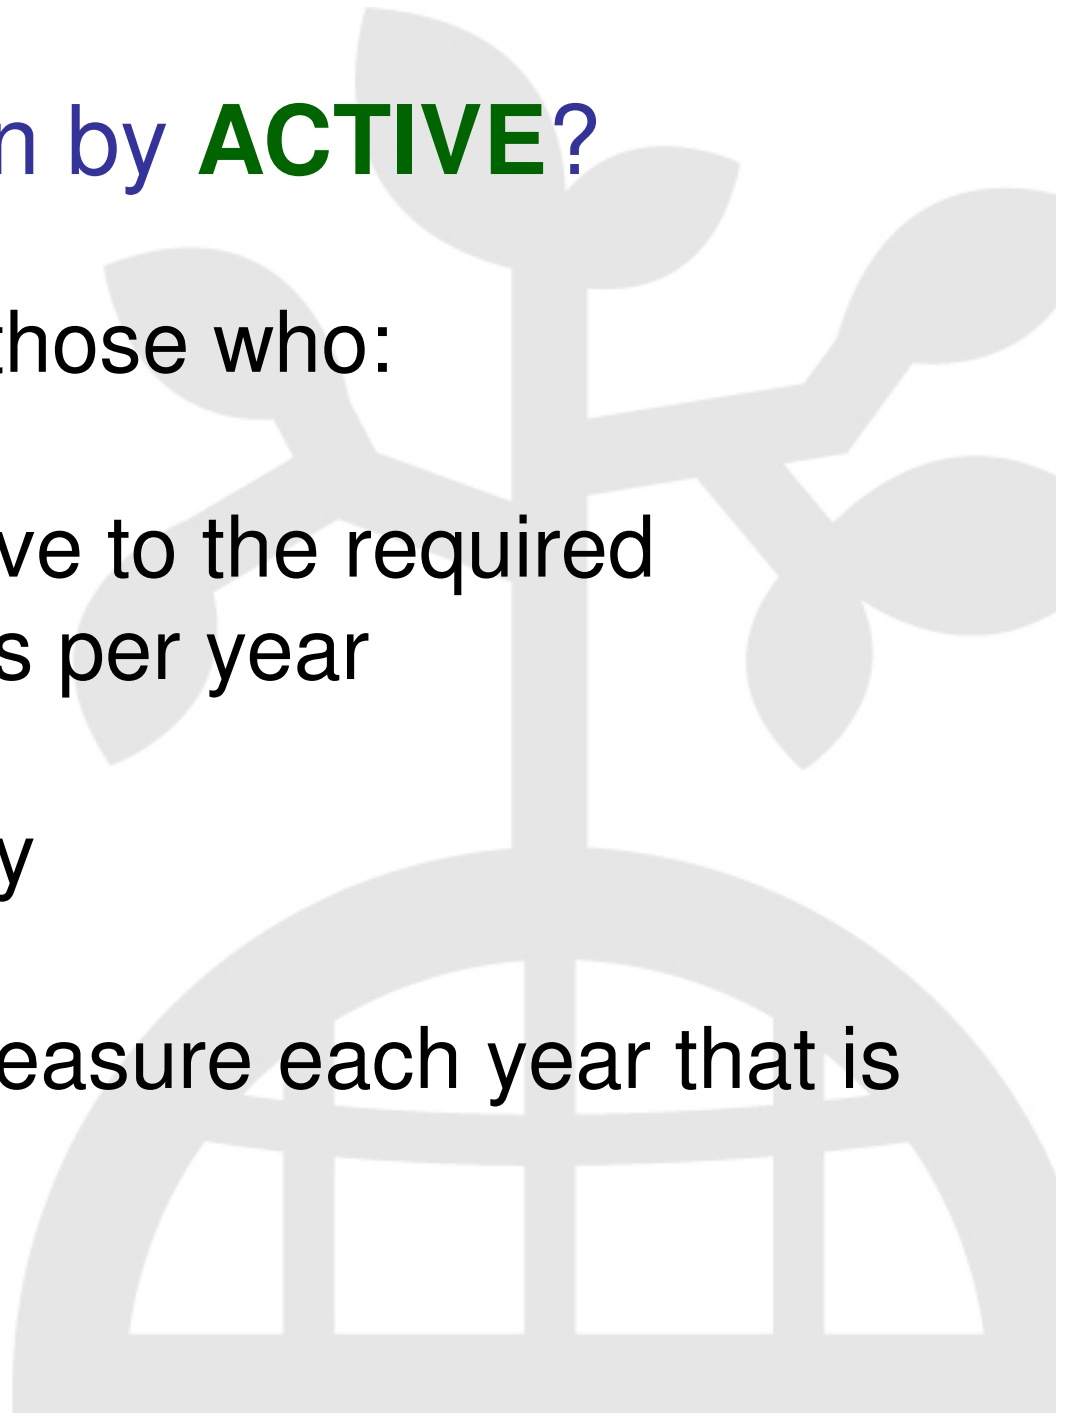 n by ACTIVE?
those who:
ve to the required
s per year
y
easure each year that is